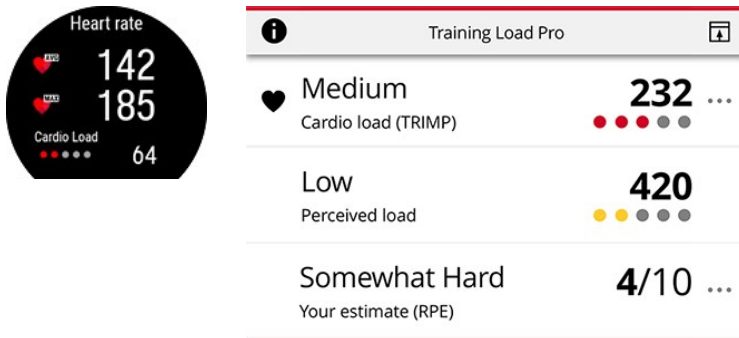 Heart rate
AVG 142
MAX 185
Cardio Load
64
Training Load Pro
Medium 232
Cardio load (TRIMP)
Low 420
Perceived load
Somewhat Hard 4/10
Your estimate (RPE)